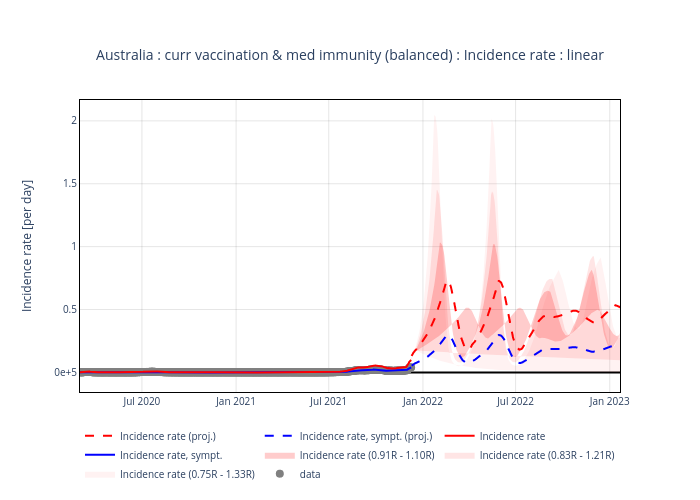 Australia : curr vaccination & med immunity (balanced) : Incidence rate : linear
Incidence rate [per day]
2
1.5
1
0.5
0e+5
Jul 2020 Jan 2021 Jul 2021 Jan 2022 Jul 2022 Jan 2023
Incidence rate (proj.) Incidence rate, sympt. (proj.) Incidence rate
Incidence rate, sympt. Incidence rate (0.91R - 1.10R) Incidence rate (0.83R - 1.21R)
Incidence rate (0.75R - 1.33R) data